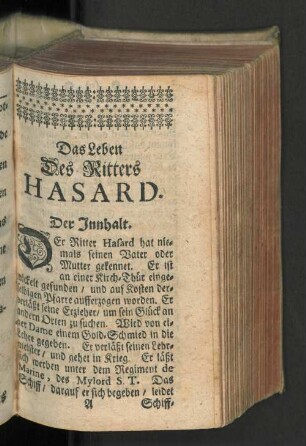 Das Leben
Des Ritters
HASARD.
Der Innhalt.
DEr Ritter Hasard hat nie-
mals seinen Vater oder
Mutter gekennet. Er ist
an einer Kirch-Thür einge-
wickelt gefunden / und auf Kosten der-
selbigen Pfarre aufferzogen worden. Er
verläßt seine Erzieher, um sein Glück an
andern Orten zu suchen. Wird von ei-
ner Dame einem Gold-Schmied in die
Lehre gegeben. Er verläßt seinen Lehr-
meister, und gehet in Krieg. Er läßt
sich werben unter dem Regiment de
Marine, des Mylord S. T. Das
Schiff, darauf er sich begeben, leidet
A Schiff-